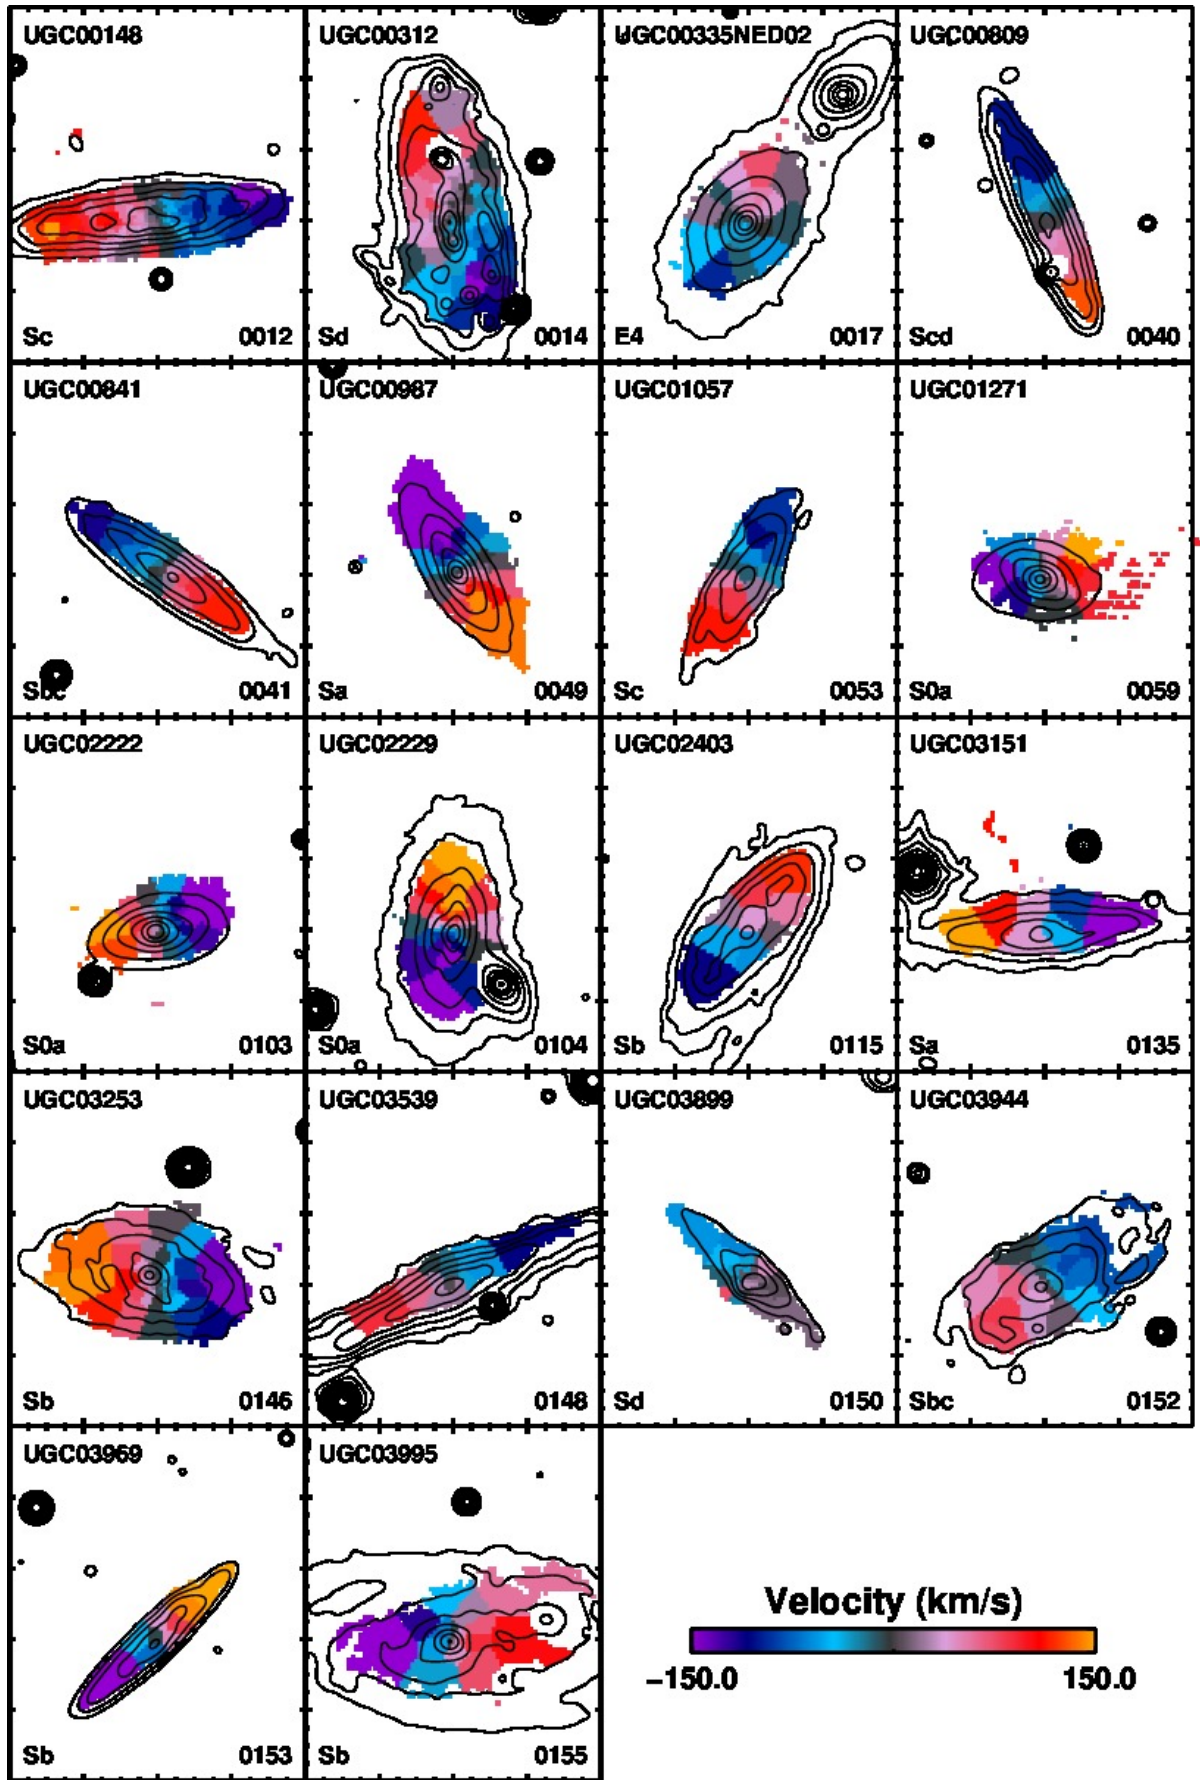 UGC00148 UGC00312 UGC00335NED02 UGC00809
Sc 0012 Sd 0014 E4 0017 Scd 0040
UGC00841 UGC00987 UGC01057 UGC01271
Sbc 0041 Sa 0049 Sc 0053 S0a 0059
UGC02222 UGC02229 UGC02403 UGC03151
S0a 0103 S0a 0104 Sb 0115 Sa 0135
UGC03253 UGC03539 UGC03899 UGC03944
Sb 0146 0148 Sd 0150 Sbc 0152
UGC03969 UGC03995
Velocity (km/s)
−150.0 150.0
Sb 0153 Sb 0155